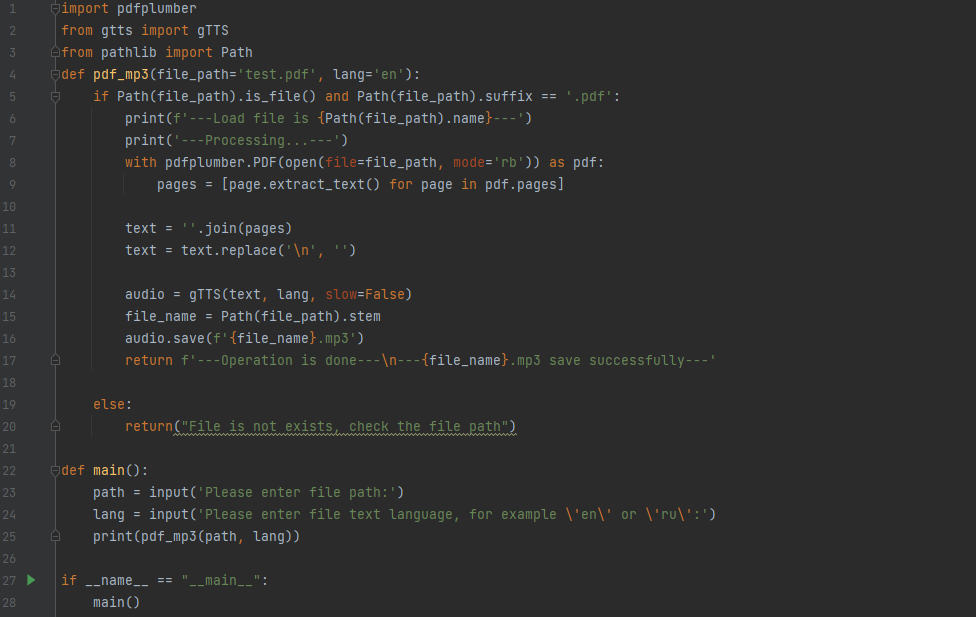 1 import pdfplumber
2 from gtts import gTTS
3 from pathlib import Path
4 def pdf_mp3(file_path='test.pdf', lang='en'):
5     if Path(file_path).is_file() and Path(file_path).suffix == '.pdf':
6         print(f'---Load file is {Path(file_path).name}---')
7         print('---Processing...---')
8         with pdfplumber.PDF(open(file=file_path, mode='rb')) as pdf:
9             pages = [page.extract_text() for page in pdf.pages]
10
11         text = ''.join(pages)
12         text = text.replace('\n', '')
13
14         audio = gTTS(text, lang, slow=False)
15         file_name = Path(file_path).stem
16         audio.save(f'{file_name}.mp3')
17         return f'---Operation is done---\n---{file_name}.mp3 save successfully---'
18
19     else:
20         return("File is not exists, check the file path")
21
22 def main():
23     path = input('Please enter file path:')
24     lang = input('Please enter file text language, for example \'en\' or \'ru\':')
25     print(pdf_mp3(path, lang))
26
27 if __name__ == "__main__":
28     main()